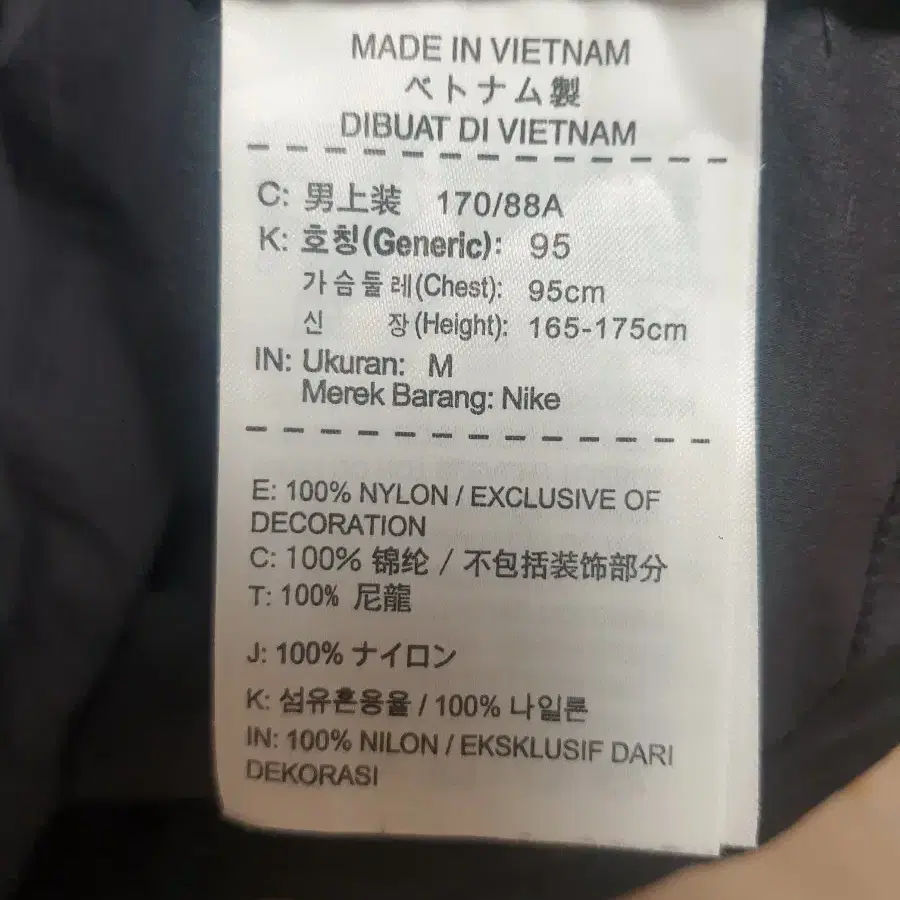 MADE IN VIETNAM
ベトナム製
DIBUAT DI VIETNAM
C: 男上装 170/88A
K: 호칭(Generic): 95
가슴둘레(Chest): 95cm
신 장(Height): 165-175cm
IN: Ukuran: M
Merek Barang: Nike
E: 100% NYLON / EXCLUSIVE OF
DECORATION
C: 100% 锦纶 / 不包括装饰部分
T: 100% 尼龍
J: 100% ナイロン
K: 섬유혼용율 / 100% 나일론
IN: 100% NILON / EKSKLUSIF DARI
DEKORASI